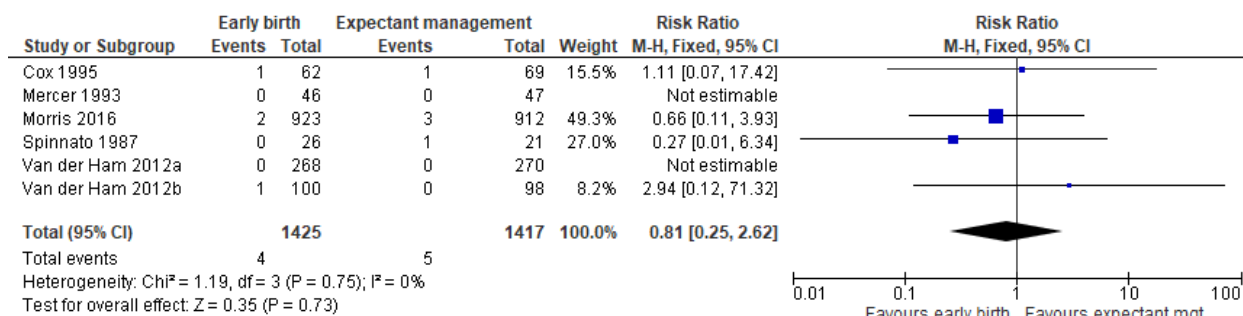 Early birth Expectant management Risk Ratio Risk Ratio
Study or Subgroup Events Total Events Total Weight M-H, Fixed, 95% CI M-H, Fixed, 95% CI
Cox 1995 1 62 1 69 15.5% 1.11 [0.07, 17.42]
Mercer 1993 0 46 0 47 Not estimable
Morris 2016 2 923 3 912 49.3% 0.66 [0.11, 3.93]
Spinnato 1987 0 26 1 21 27.0% 0.27 [0.01, 6.34]
Van der Ham 2012a 0 268 0 270 Not estimable
Van der Ham 2012b 1 100 0 98 8.2% 2.94 [0.12, 71.32]
Total (95% CI) 1425 1417 100.0% 0.81 [0.25, 2.62]
Total events 4 5
Heterogeneity: Chi² = 1.19, df = 3 (P = 0.75); I² = 0%
Test for overall effect: Z = 0.35 (P = 0.73)
0.01 0.1 1 10 100
Favours early birth Favours expectant mgt